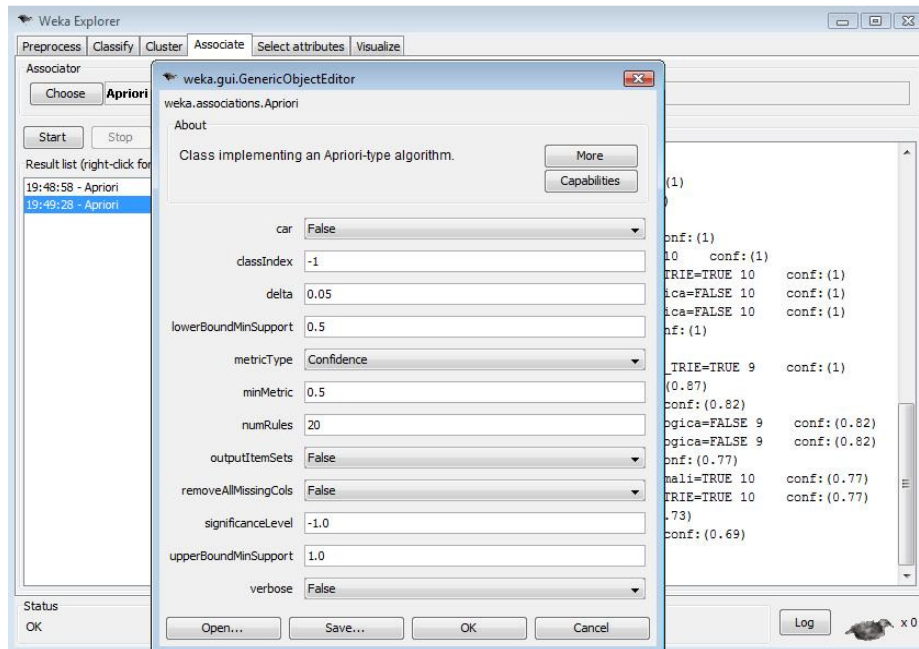 Weka Explorer
Preprocess Classify Cluster Associate Select attributes Visualize
Associator
Choose Apriori
Start Stop
Result list (right-click for
19:48:58 - Apriori
19:49:28 - Apriori
weka.gui.GenericObjectEditor
weka.associations.Apriori
About
Class implementing an Apriori-type algorithm.
More
Capabilities
car False
classIndex -1
delta 0.05
lowerBoundMinSupport 0.5
metricType Confidence
minMetric 0.5
numRules 20
outputItemSets False
removeAllMissingCols False
significanceLevel -1.0
upperBoundMinSupport 1.0
verbose False
Open... Save... OK Cancel
(1)
)
onf:(1)
10 conf:(1)
TRIE=TRUE 10 conf:(1)
ica=FALSE 10 conf:(1)
ica=FALSE 10 conf:(1)
nf:(1)
_TRIE=TRUE 9 conf:(1)
(0.87)
conf:(0.82)
ogica=FALSE 9 conf:(0.82)
ogica=FALSE 9 conf:(0.82)
onf:(0.77)
mali=TRUE 10 conf:(0.77)
TRIE=TRUE 10 conf:(0.77)
.73)
conf:(0.69)
Status
OK
Log
x 0